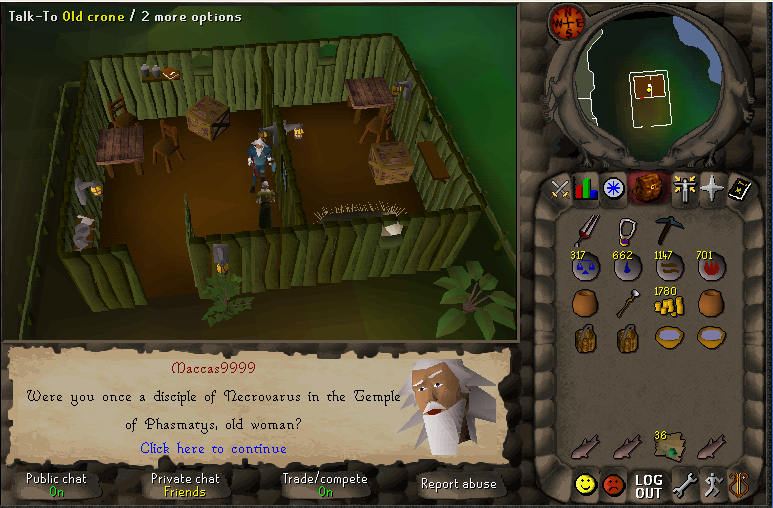 Talk-To Old crone / 2 more options
N
W E
S
317 662 1147 701
1780
36
Maccas9999
Were you once a disciple of Necrovarus in the Temple
of Phasmatys, old woman?
Click here to continue
Public chat
On
Private chat
Friends
Trade/compete
On
Report abuse
LOG
OUT